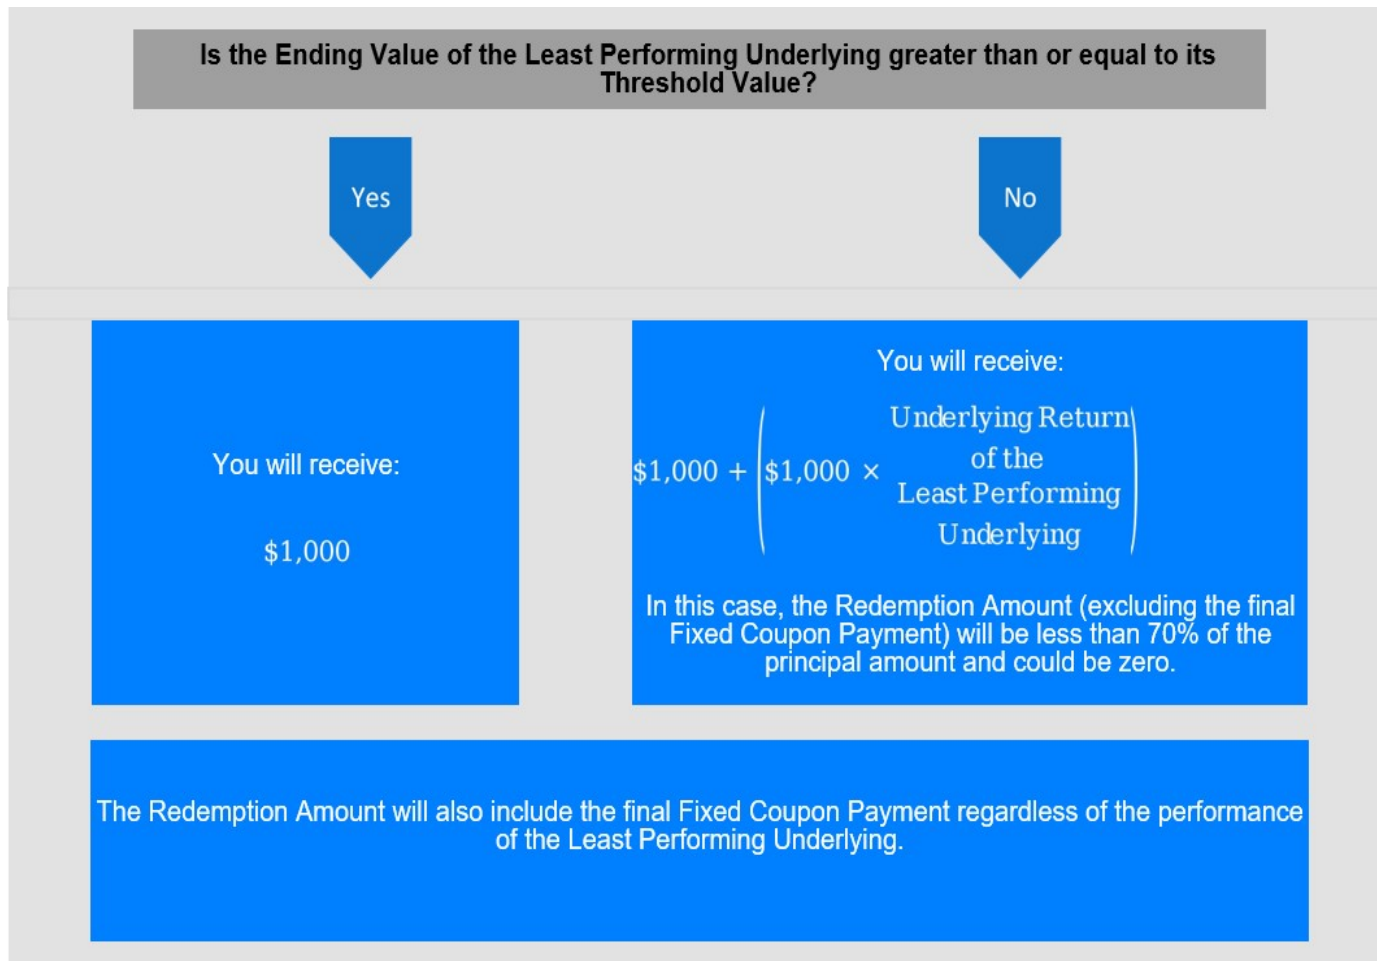 Is the Ending Value of the Least Performing Underlying greater than or equal to its
Threshold Value?
Yes
No
You will receive:
$1,000
You will receive:
$1,000 + ($1,000 × Underlying Return
of the
Least Performing
Underlying)
In this case, the Redemption Amount (excluding the final
Fixed Coupon Payment) will be less than 70% of the
principal amount and could be zero.
The Redemption Amount will also include the final Fixed Coupon Payment regardless of the performance
of the Least Performing Underlying.